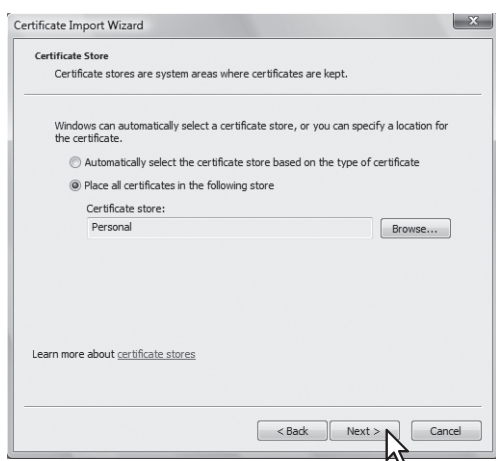 Certificate Import Wizard
x
Certificate Store
Certificate stores are system areas where certificates are kept.
Windows can automatically select a certificate store, or you can specify a location for
the certificate.
Automatically select the certificate store based on the type of certificate
Place all certificates in the following store
Certificate store:
Personal
Browse...
Learn more about certificate stores
< Back
Next >
Cancel